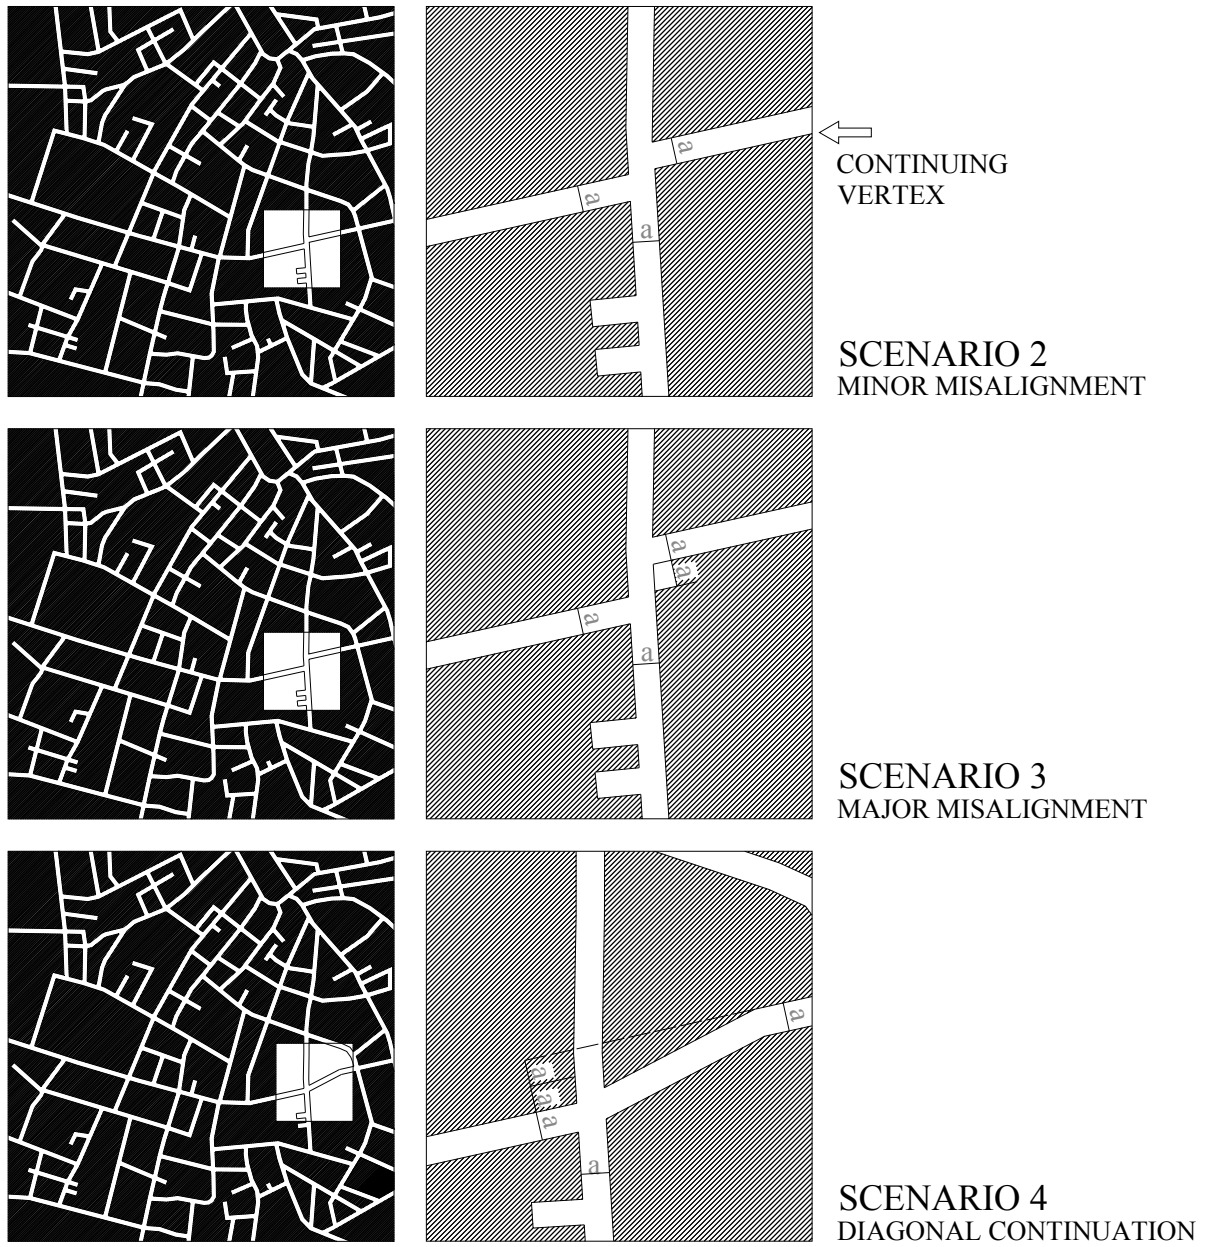 a
a
a
CONTINUING
VERTEX
SCENARIO 2
MINOR MISALIGNMENT
a
a
a
a
SCENARIO 3
MAJOR MISALIGNMENT
a
a
a
a
a
SCENARIO 4
DIAGONAL CONTINUATION